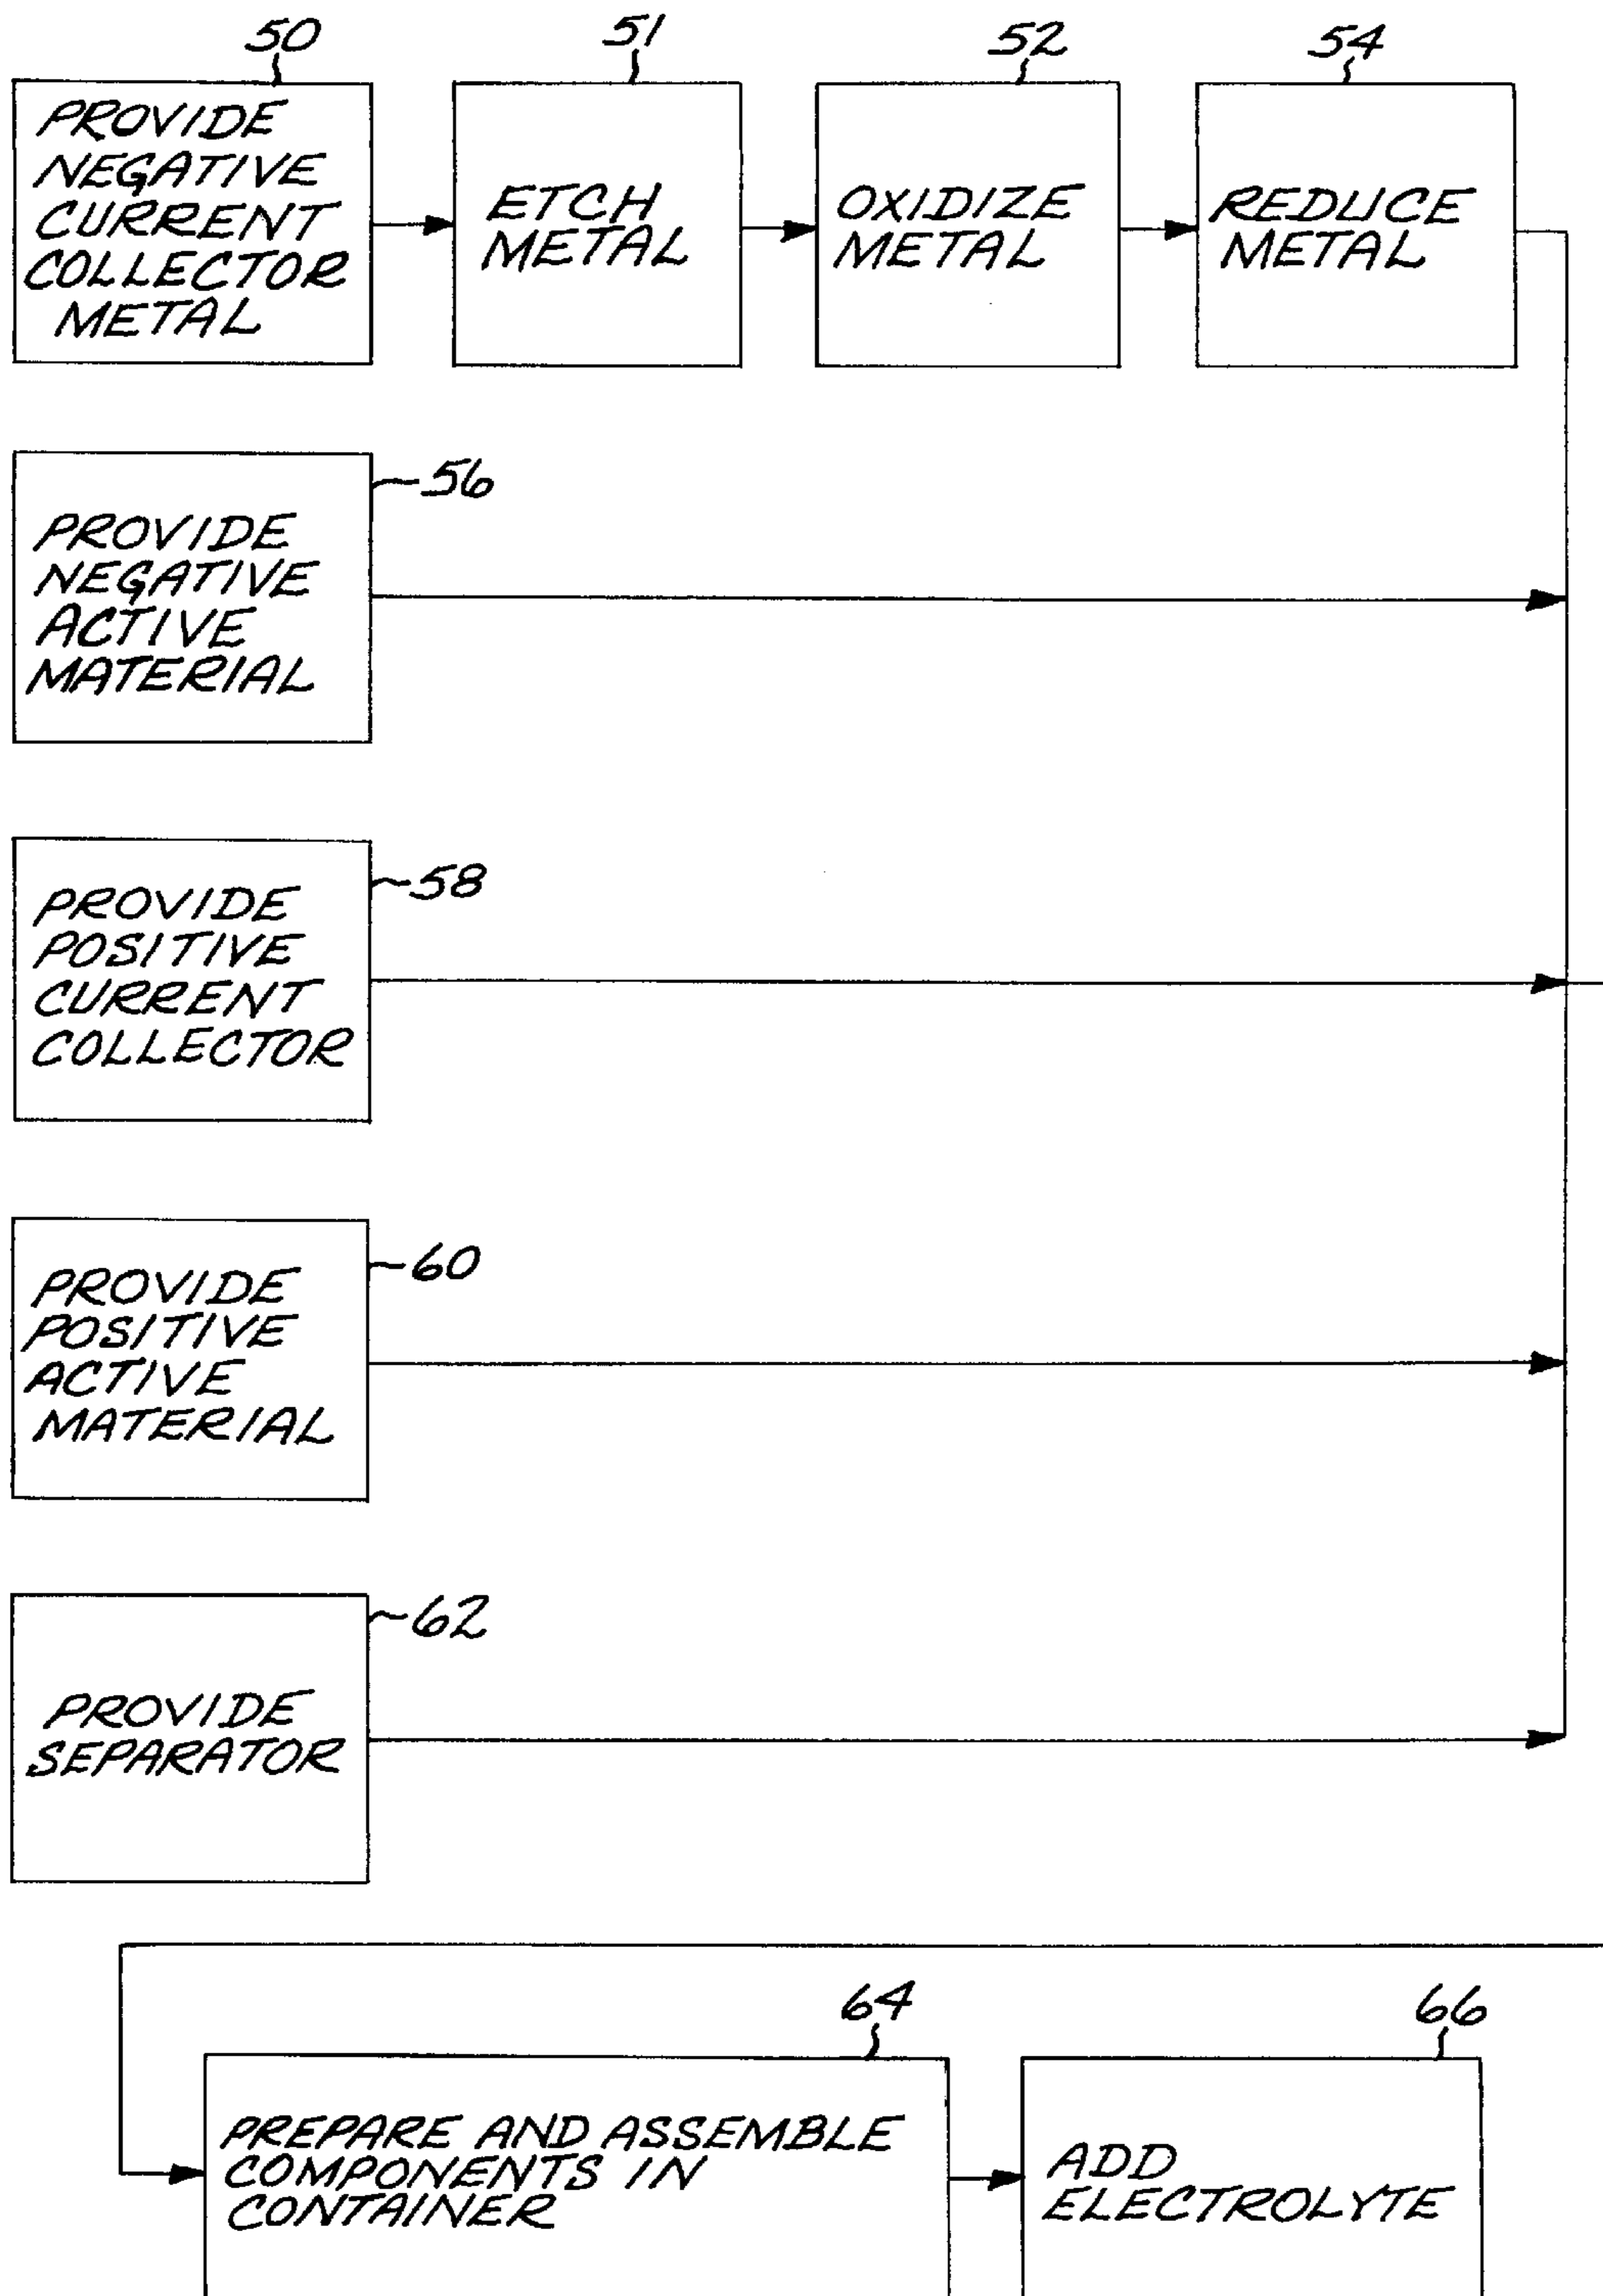 50
51
52
54
PROVIDE
NEGATIVE
CURRENT
COLLECTOR
METAL
ETCH
METAL
OXIDIZE
METAL
REDUCE
METAL
56
PROVIDE
NEGATIVE
ACTIVE
MATERIAL
58
PROVIDE
POSITIVE
CURRENT
COLLECTOR
60
PROVIDE
POSITIVE
ACTIVE
MATERIAL
62
PROVIDE
SEPARATOR
64
66
PREPARE AND ASSEMBLE
COMPONENTS IN
CONTAINER
ADD
ELECTROLYTE